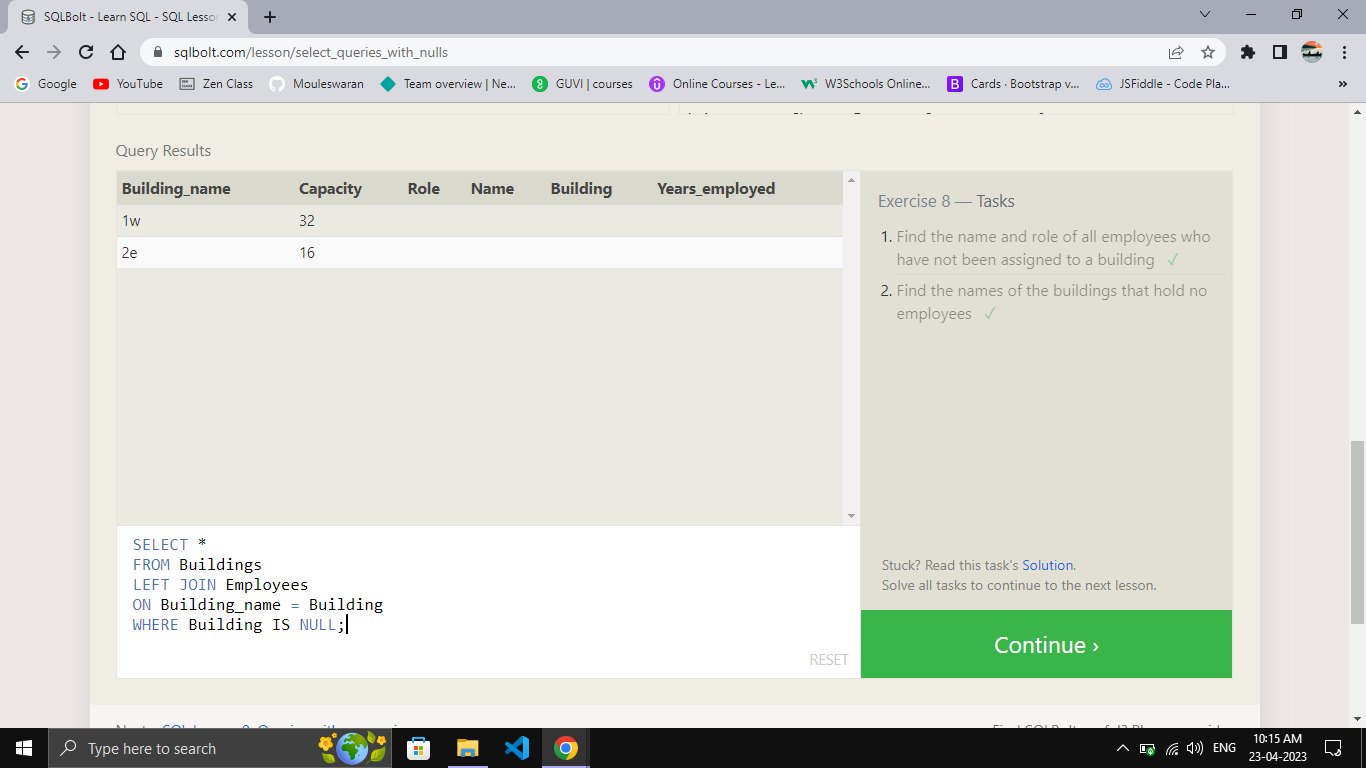 SQLBolt - Learn SQL - SQL Lesson
sqlbolt.com/lesson/select_queries_with_nulls
Google YouTube Zen Class Mouleswaran Team overview | Ne... GUVI | courses Online Courses - Le... W3Schools Online... Cards · Bootstrap v... JSFiddle - Code Pla... »
Query Results
Building_name Capacity Role Name Building Years_employed
1w 32
2e 16
Exercise 8 — Tasks
1. Find the name and role of all employees who
have not been assigned to a building ✓
2. Find the names of the buildings that hold no
employees ✓
Stuck? Read this task's Solution.
Solve all tasks to continue to the next lesson.
Continue ›
SELECT *
FROM Buildings
LEFT JOIN Employees
ON Building_name = Building
WHERE Building IS NULL;
RESET
Type here to search
ENG
10:15 AM
23-04-2023